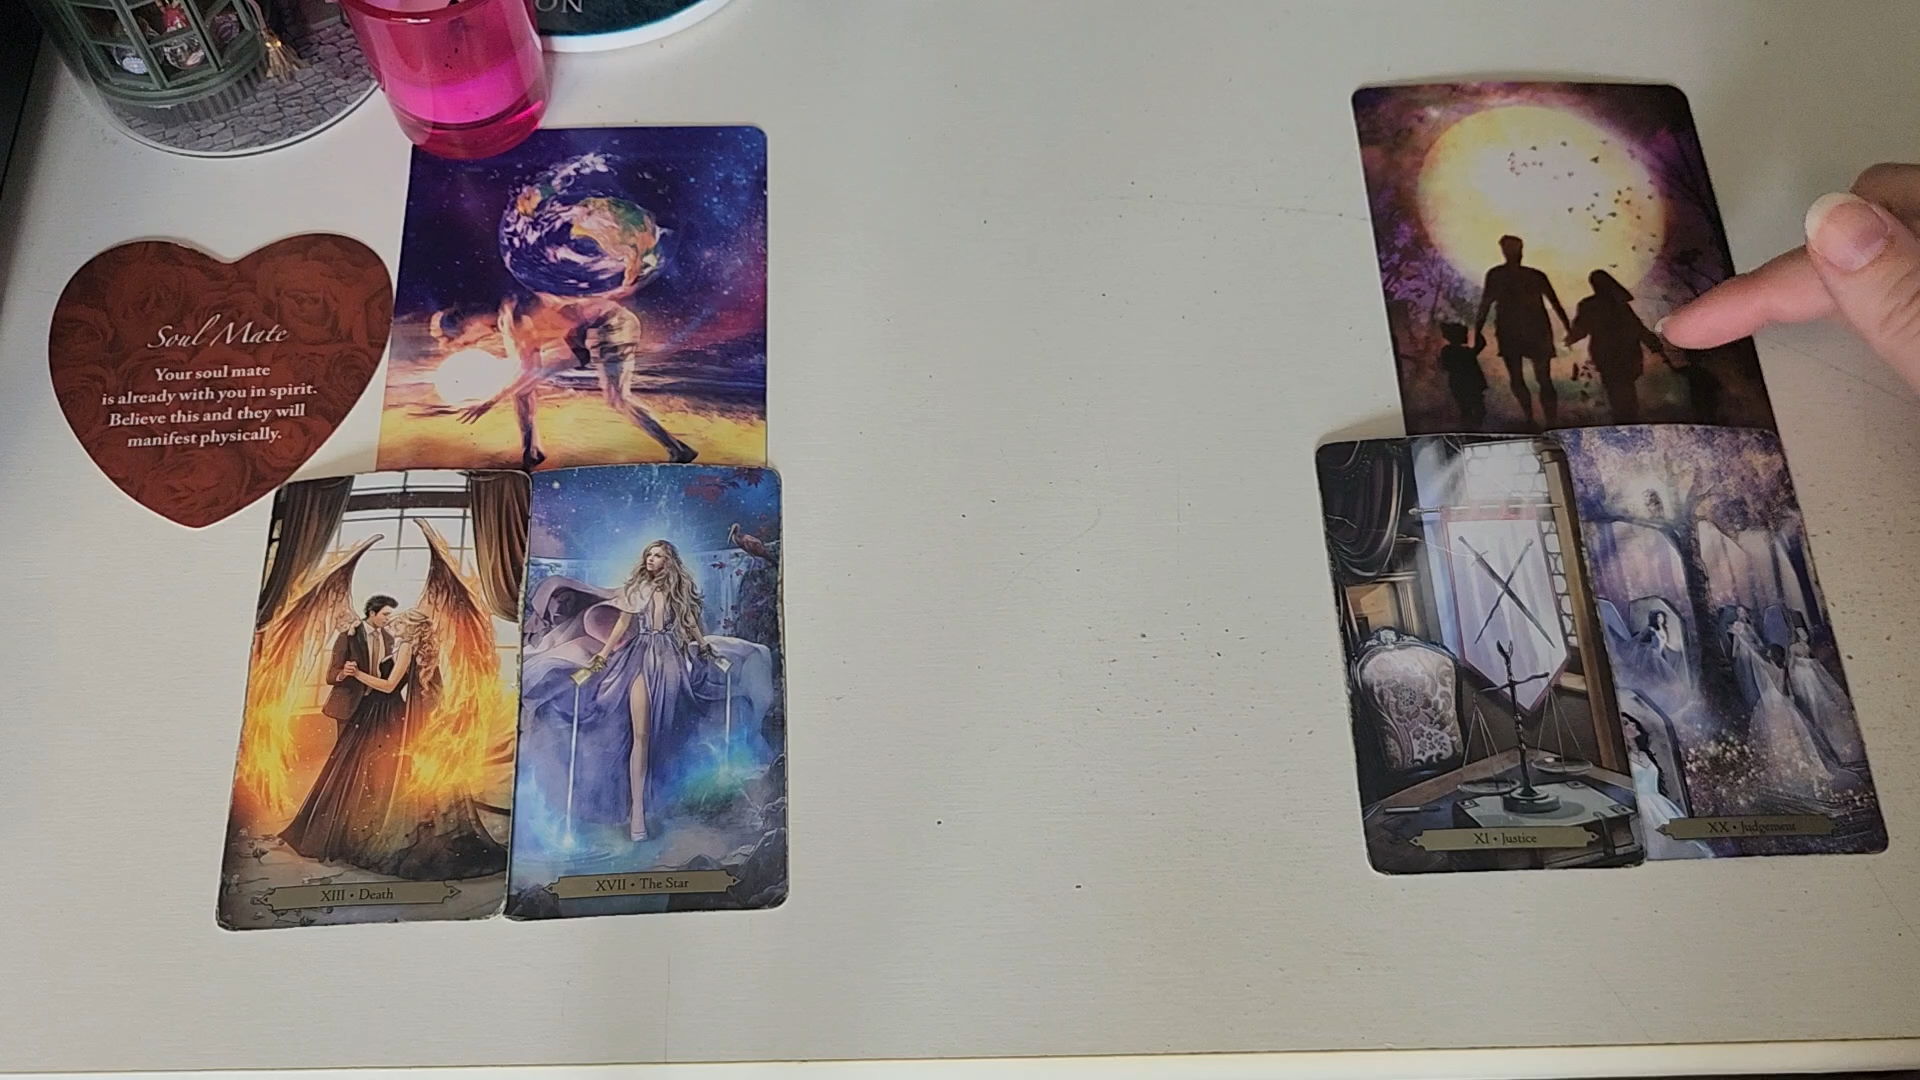 ON
Soul Mate
Your soul mate
is already with you in spirit.
Believe this and they will
manifest physically.
XIII • Death
XVII • The Star
XI • Justice
XX • Judgement